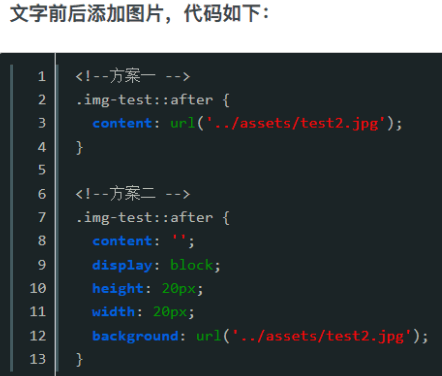 文字前后添加图片，代码如下：
1 <!--方案一 -->
2 .img-test::after {
3 content: url('../assets/test2.jpg');
4 }
5
6 <!--方案二 -->
7 .img-test::after {
8 content: '';
9 display: block;
10 height: 20px;
11 width: 20px;
12 background: url('../assets/test2.jpg');
13 }